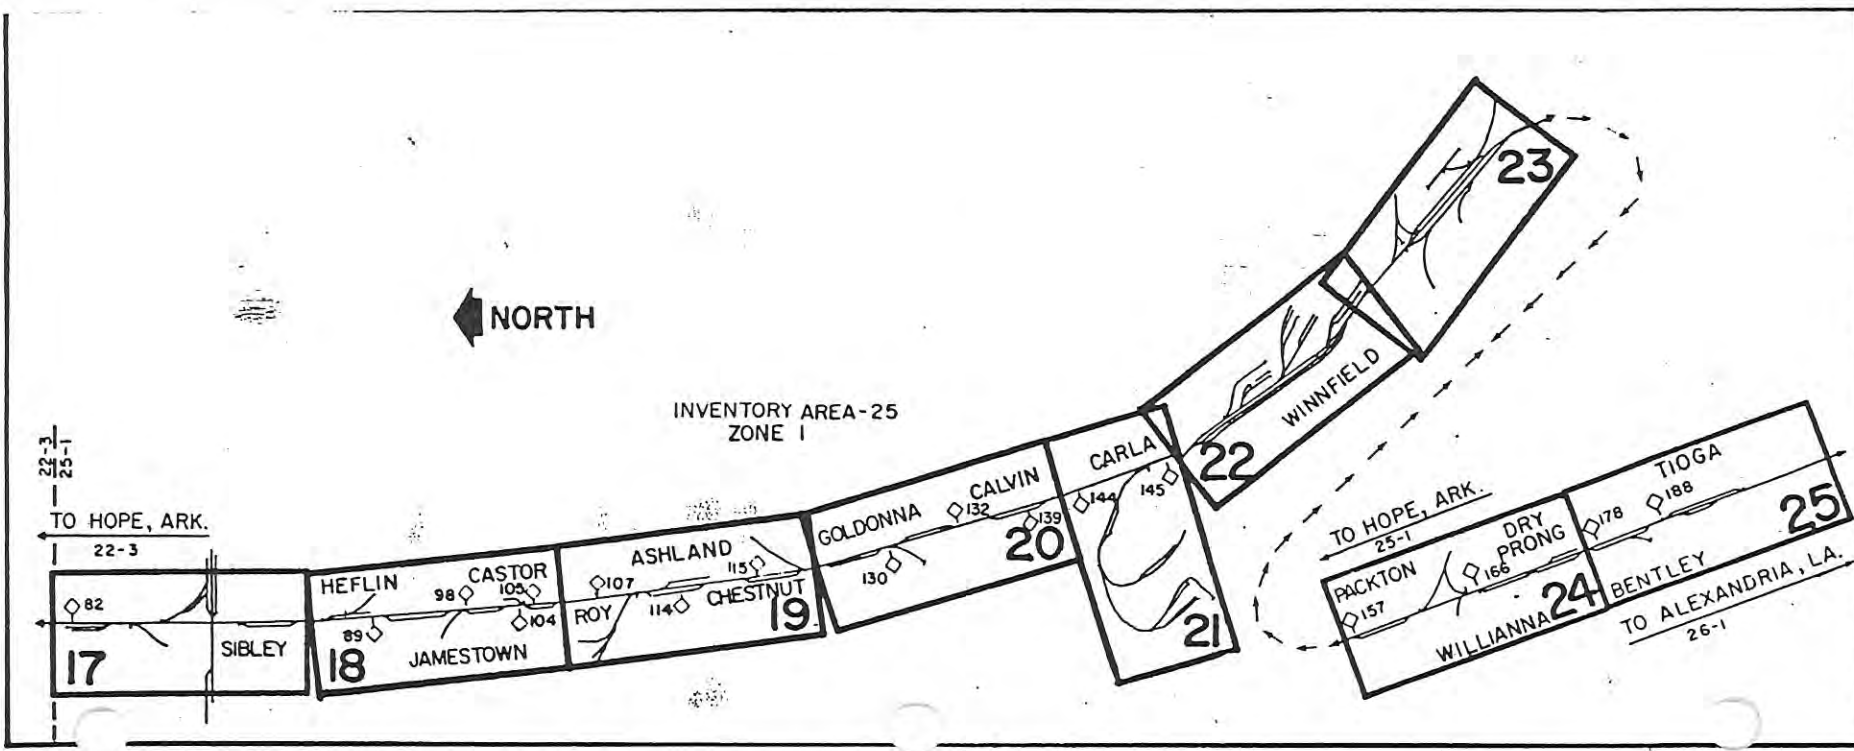 NORTH
INVENTORY AREA-25
ZONE 1
22-3
25-1
TO HOPE, ARK.
22-3
82
SIBLEY
17
HEFLIN
CASTOR
98
105
89
104
JAMESTOWN
18
ASHLAND
107
115
ROY
114
CHESTNUT
19
GOLDONNA
CALVIN
132
139
130
20
CARLA
144
145
21
22
WINNFIELD
23
TO HOPE, ARK.
25-1
PACKTON
DRY
PRONG
157
166
WILLIANNA
24
TIOGA
178
188
BENTLEY
25
TO ALEXANDRIA, LA.
26-1